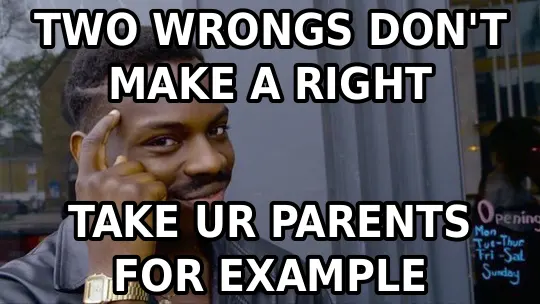 TWO WRONGS DON'T
MAKE A RIGHT
TAKE UR PARENTS
FOR EXAMPLE
Opening
Mon
Tue-Thur
Fri-Sat
Sunday